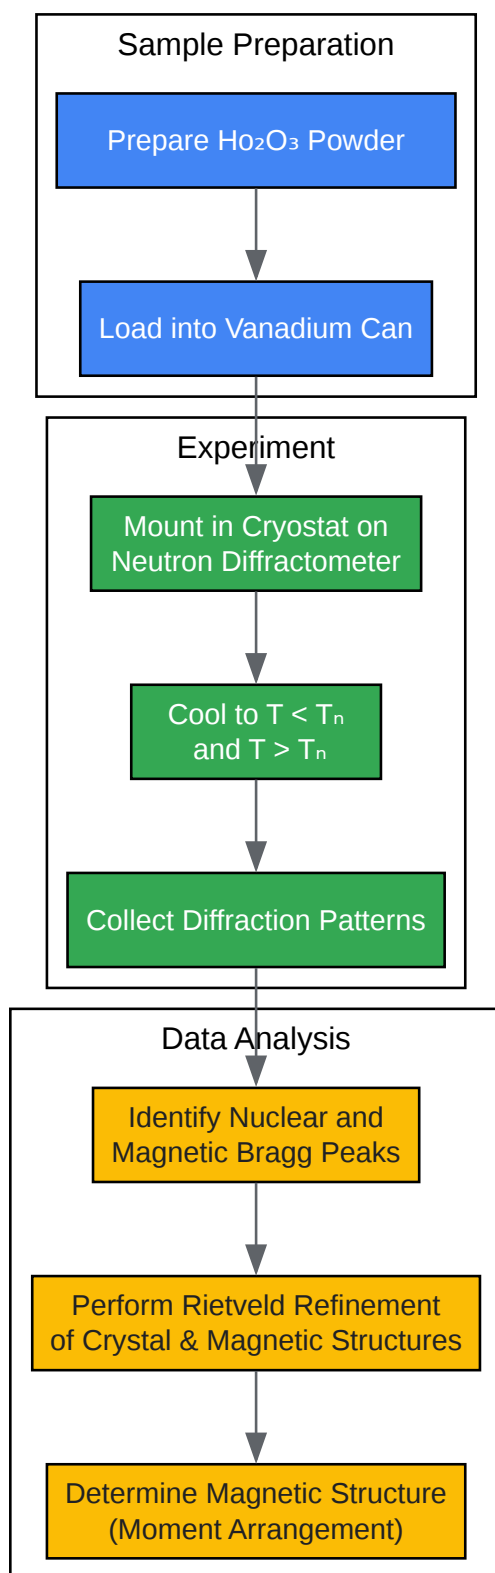 Sample Preparation
Prepare Ho₂O₃ Powder
Load into Vanadium Can
Experiment
Mount in Cryostat on
Neutron Diffractometer
Cool to T < Tₙ
and T > Tₙ
Collect Diffraction Patterns
Data Analysis
Identify Nuclear and
Magnetic Bragg Peaks
Perform Rietveld Refinement
of Crystal & Magnetic Structures
Determine Magnetic Structure
(Moment Arrangement)